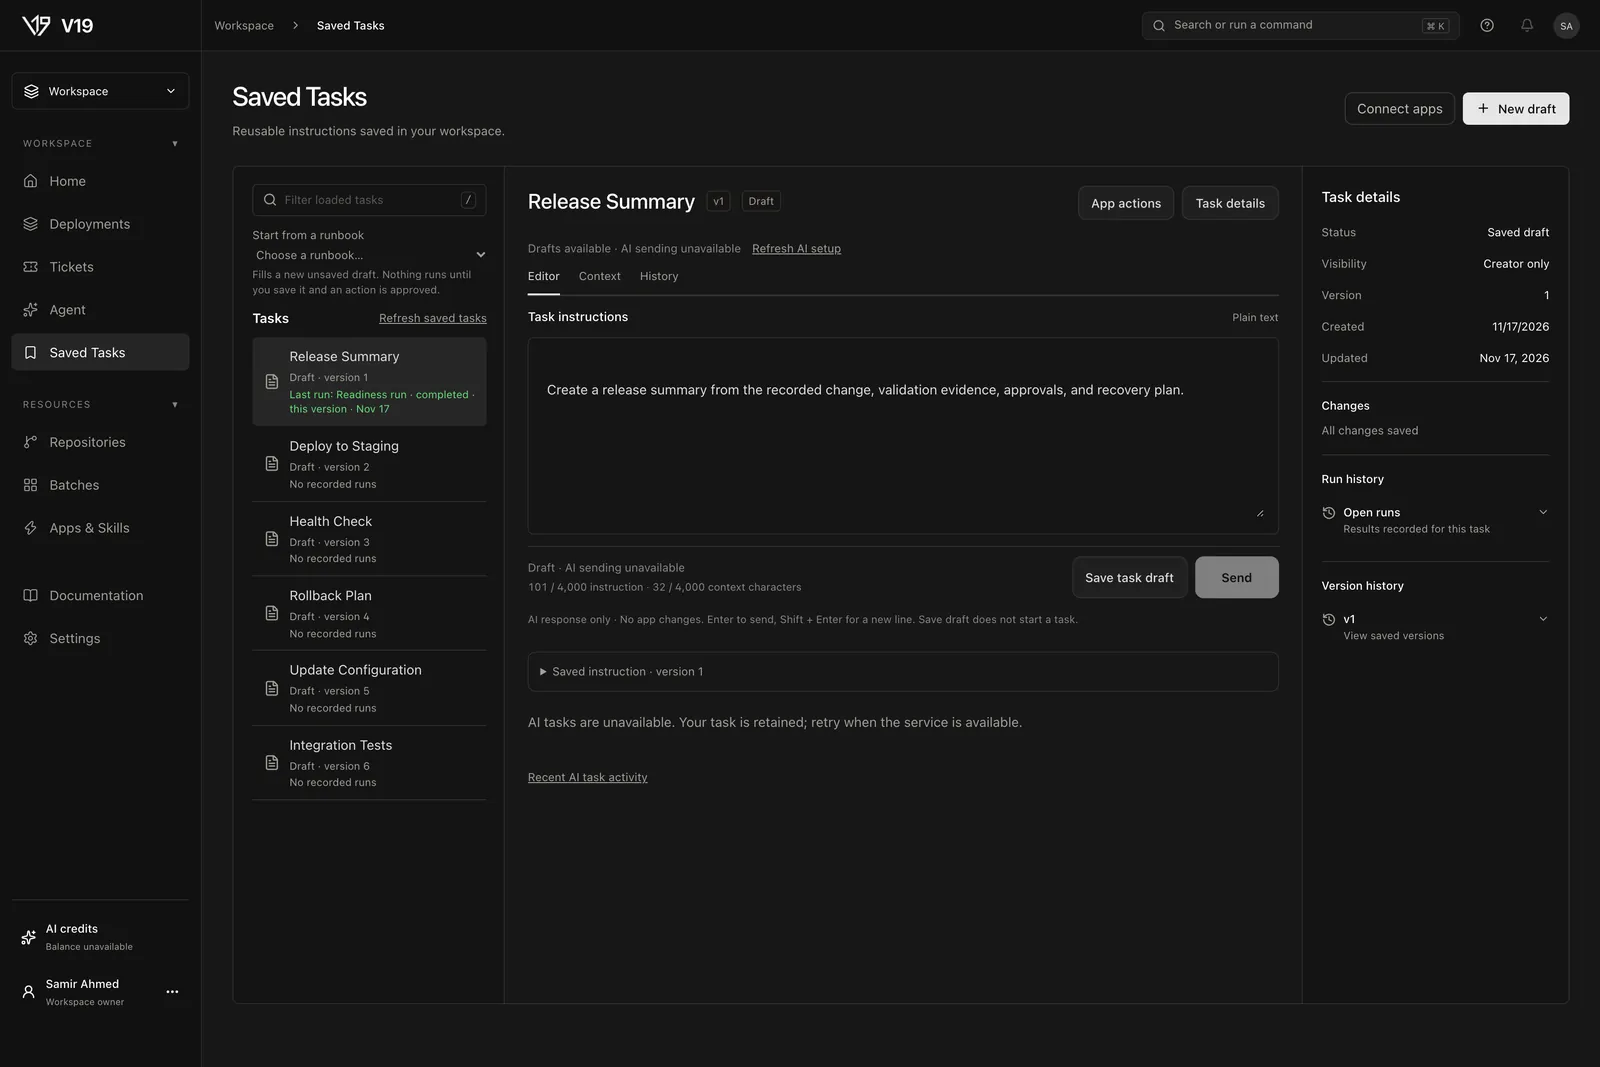 V19
Workspace > Saved Tasks
Search or run a command
⌘ K
SA
Workspace
WORKSPACE
Home
Deployments
Tickets
Agent
Saved Tasks
RESOURCES
Repositories
Batches
Apps & Skills
Documentation
Settings
AI credits
Balance unavailable
Samir Ahmed
Workspace owner
Saved Tasks
Reusable instructions saved in your workspace.
Connect apps
+ New draft
Filter loaded tasks
/
Start from a runbook
Choose a runbook...
Fills a new unsaved draft. Nothing runs until
you save it and an action is approved.
Tasks
Refresh saved tasks
Release Summary
Draft · version 1
Last run: Readiness run · completed ·
this version · Nov 17
Deploy to Staging
Draft · version 2
No recorded runs
Health Check
Draft · version 3
No recorded runs
Rollback Plan
Draft · version 4
No recorded runs
Update Configuration
Draft · version 5
No recorded runs
Integration Tests
Draft · version 6
No recorded runs
Release Summary
v1
Draft
App actions
Task details
Drafts available · AI sending unavailable
Refresh AI setup
Editor
Context
History
Task instructions
Plain text
Create a release summary from the recorded change, validation evidence, approvals, and recovery plan.
Draft · AI sending unavailable
101 / 4,000 instruction · 32 / 4,000 context characters
Save task draft
Send
AI response only · No app changes. Enter to send, Shift + Enter for a new line. Save draft does not start a task.
Saved instruction · version 1
AI tasks are unavailable. Your task is retained; retry when the service is available.
Recent AI task activity
Task details
Status
Saved draft
Visibility
Creator only
Version
1
Created
11/17/2026
Updated
Nov 17, 2026
Changes
All changes saved
Run history
Open runs
Results recorded for this task
Version history
v1
View saved versions